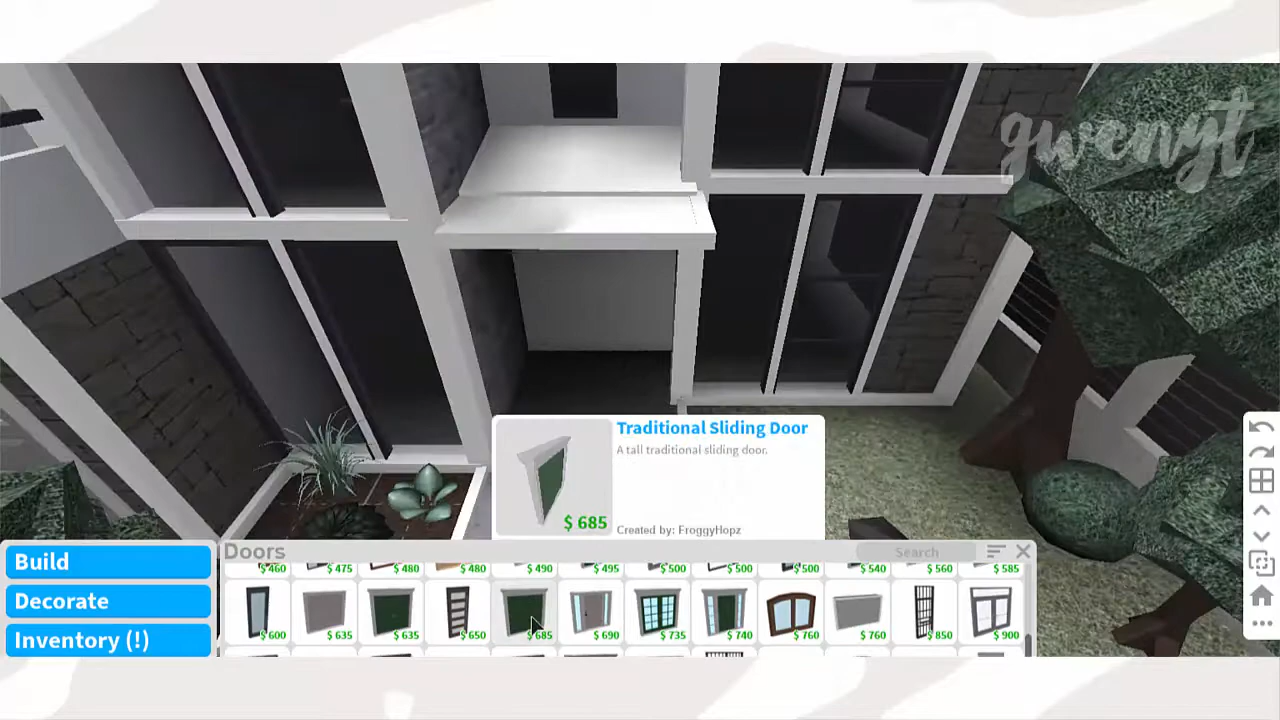 gwenyt
Traditional Sliding Door
A tall traditional sliding door.
$ 685
Created by: FroggyHopz
Build
Decorate
Inventory (!)
Doors
Search
$ 460 $ 475 $ 480 $ 480 $ 490 $ 495 $ 500 $ 500 $ 500 $ 540 $ 560 $ 585
$ 600 $ 635 $ 635 $ 650 $ 685 $ 690 $ 735 $ 740 $ 760 $ 760 $ 850 $ 900